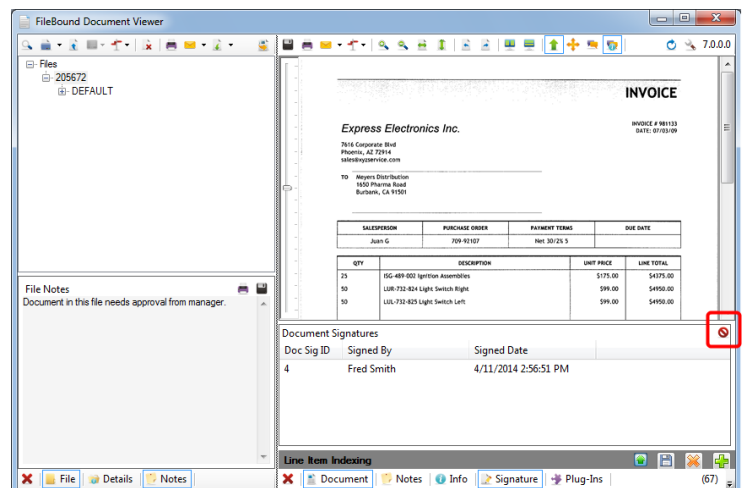 FileBound Document Viewer
7.0.0.0
Files
205672
DEFAULT
INVOICE
Express Electronics Inc.
INVOICE # 981133
DATE: 07/03/09
7616 Corporate Blvd
Phoenix, AZ 72914
sales@xyzservice.com
TO Meyers Distribution
1650 Pharma Road
Burbank, CA 91501
SALESPERSON PURCHASE ORDER PAYMENT TERMS DUE DATE
Juan G 709-92107 Net 30/2% 5
QTY DESCRIPTION UNIT PRICE LINE TOTAL
25 ISG-489-002 Ignition Assemblies $175.00 $4375.00
50 LUR-732-824 Light Switch Right $99.00 $4950.00
50 LUL-732-825 Light Switch Left $99.00 $4950.00
File Notes
Document in this file needs approval from manager.
Document Signatures
Doc Sig ID Signed By Signed Date
4 Fred Smith 4/11/2014 2:56:51 PM
Line Item Indexing
File Details Notes
Document Notes Info Signature Plug-Ins (67)